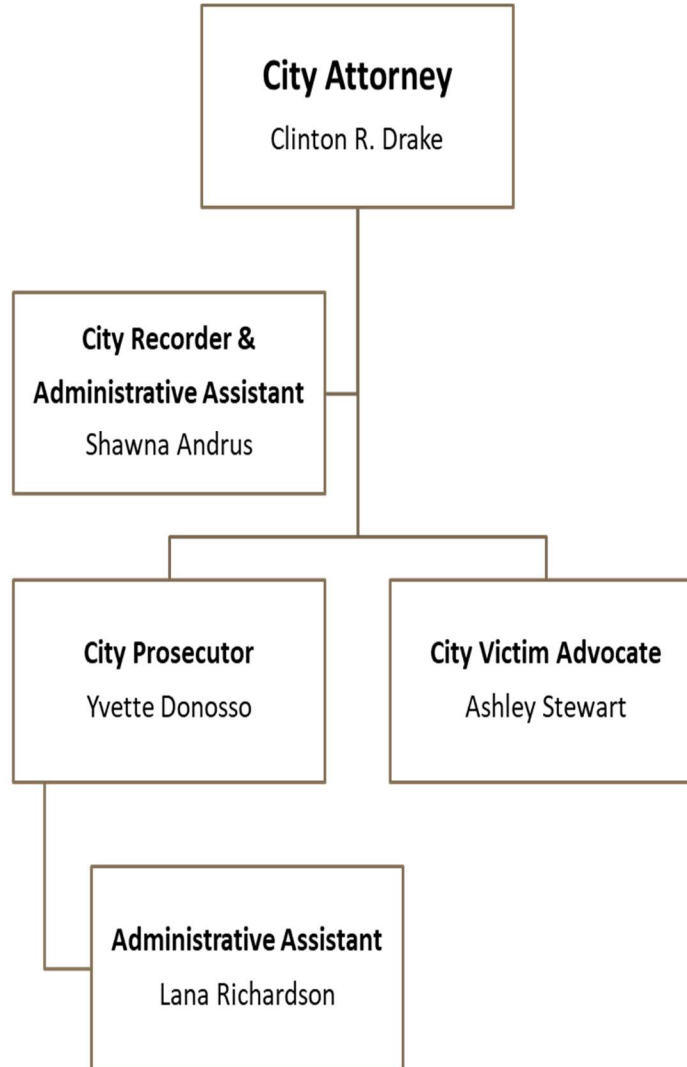 City Attorney
Clinton R. Drake
City Recorder &
Administrative Assistant
Shawna Andrus
City Prosecutor
Yvette Donosso
City Victim Advocate
Ashley Stewart
Administrative Assistant
Lana Richardson